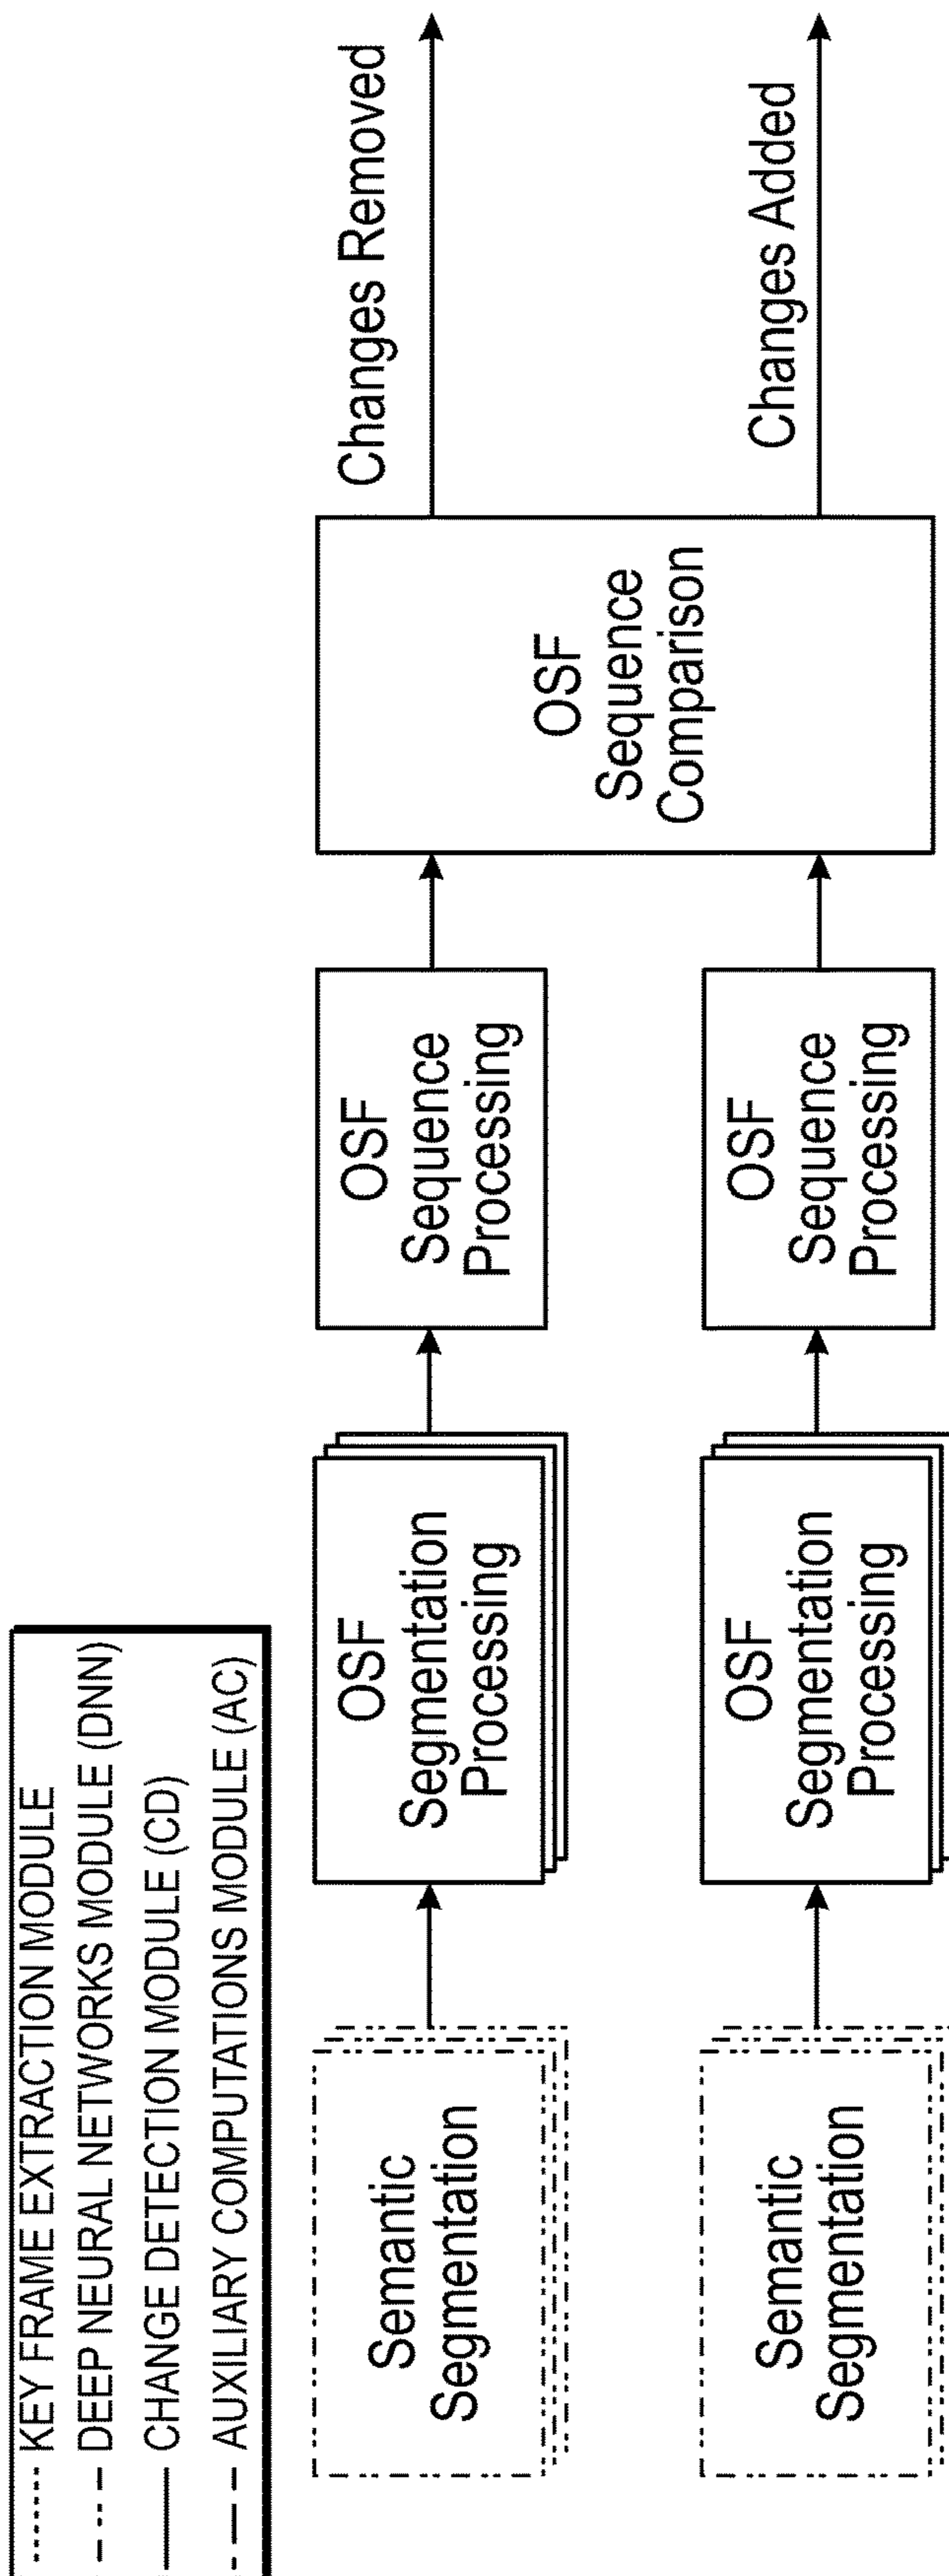 KEY FRAME EXTRACTION MODULE
DEEP NEURAL NETWORKS MODULE (DNN)
CHANGE DETECTION MODULE (CD)
AUXILIARY COMPUTATIONS MODULE (AC)
Semantic
Segmentation
OSF
Segmentation
Processing
OSF
Sequence
Processing
OSF
Sequence
Comparison
Changes Removed
Semantic
Segmentation
OSF
Segmentation
Processing
OSF
Sequence
Processing
Changes Added